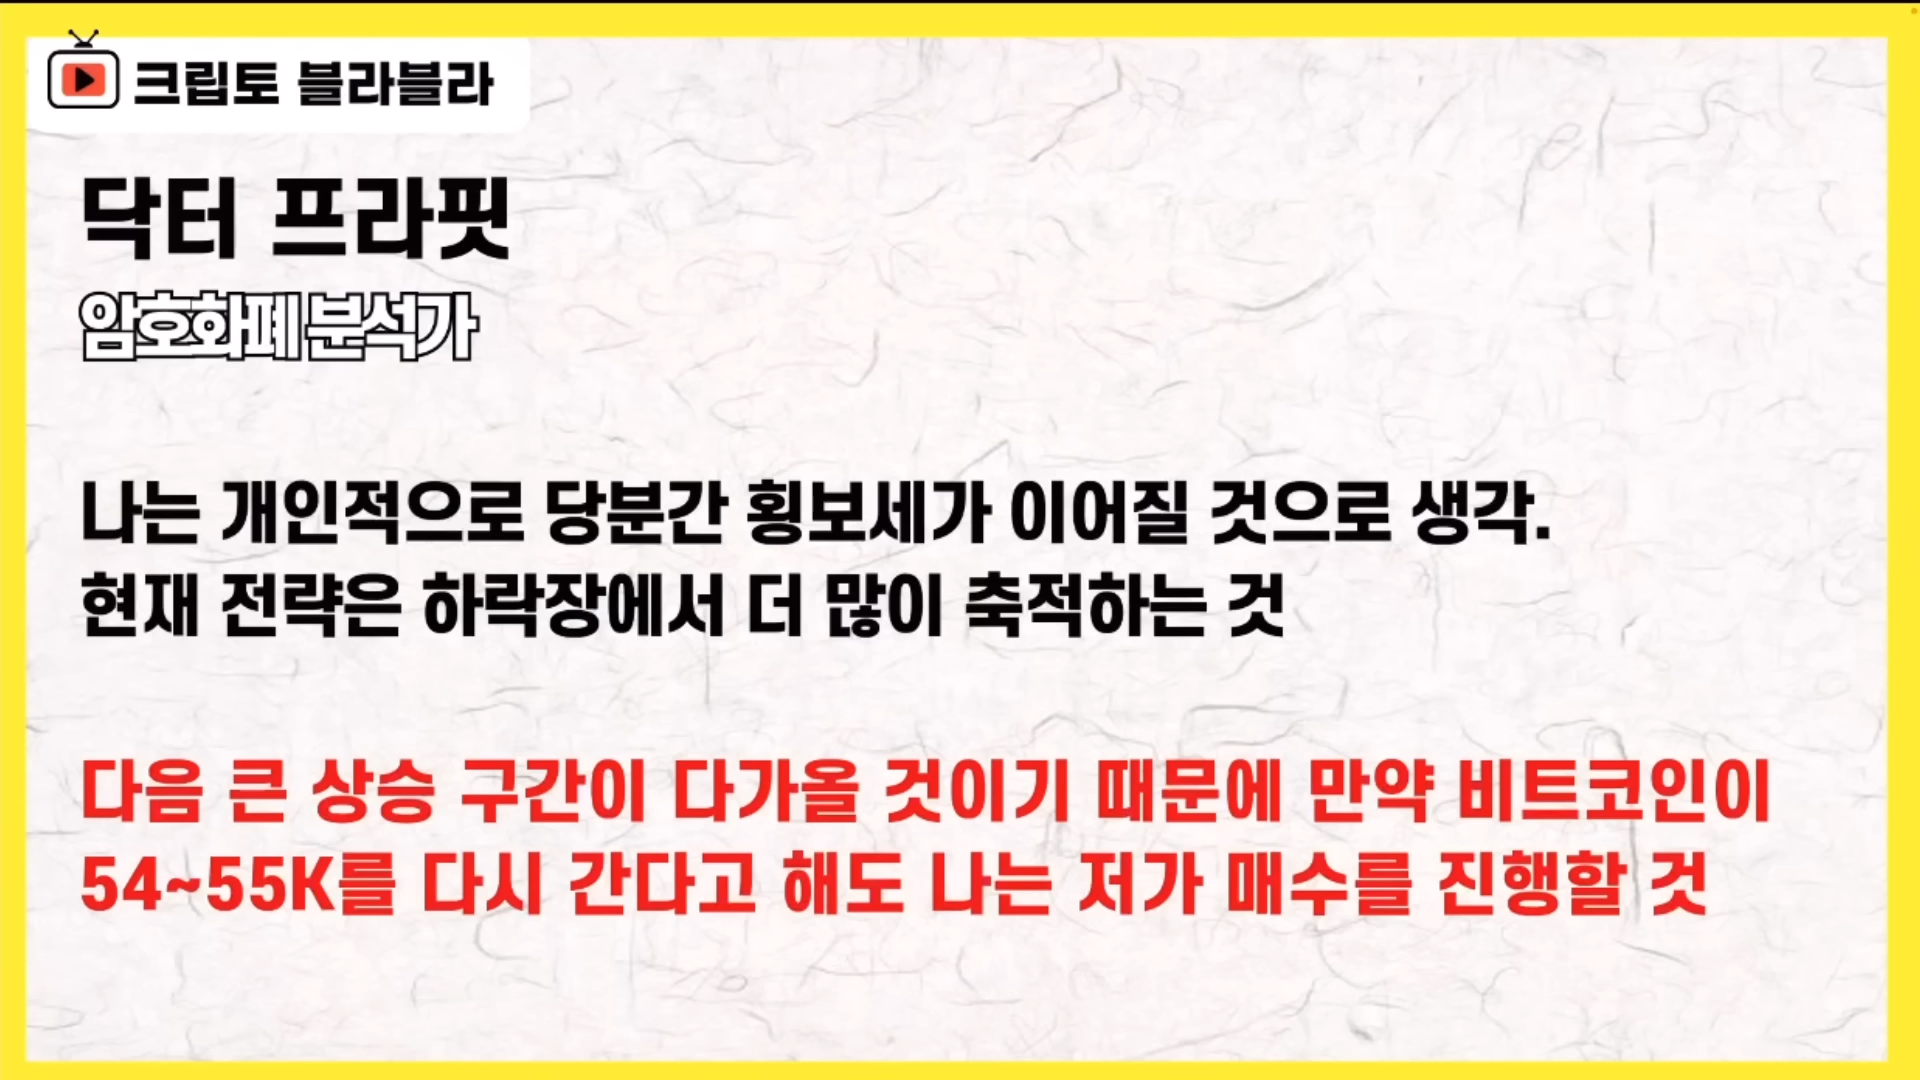 크립토 블라블라
닥터 프라핏
암호화폐 분석가
나는 개인적으로 당분간 횡보세가 이어질 것으로 생각.
현재 전략은 하락장에서 더 많이 축적하는 것
다음 큰 상승 구간이 다가올 것이기 때문에 만약 비트코인이
54~55K를 다시 간다고 해도 나는 저가 매수를 진행할 것